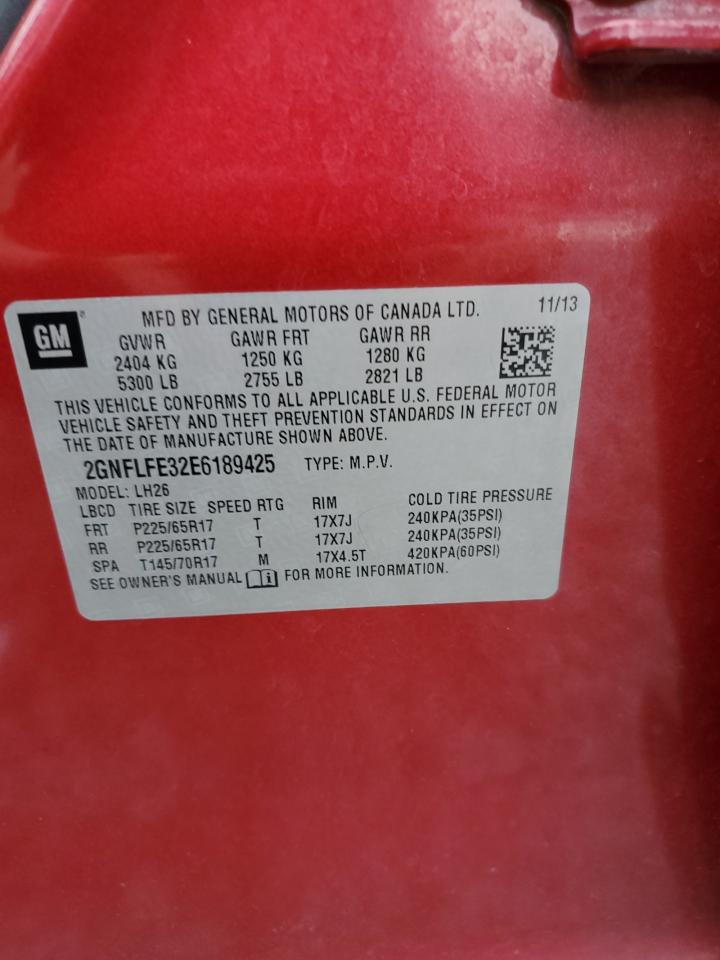 GM ®
MFD BY GENERAL MOTORS OF CANADA LTD. 11/13
GVWR GAWR FRT GAWR RR
2404 KG 1250 KG 1280 KG
5300 LB 2755 LB 2821 LB
THIS VEHICLE CONFORMS TO ALL APPLICABLE U.S. FEDERAL MOTOR
VEHICLE SAFETY AND THEFT PREVENTION STANDARDS IN EFFECT ON
THE DATE OF MANUFACTURE SHOWN ABOVE.
2GNFLFE32E6189425 TYPE: M.P.V.
MODEL: LH26
LBCD TIRE SIZE SPEED RTG RIM COLD TIRE PRESSURE
FRT P225/65R17 T 17X7J 240KPA(35PSI)
RR P225/65R17 T 17X7J 240KPA(35PSI)
SPA T145/70R17 M 17X4.5T 420KPA(60PSI)
SEE OWNER'S MANUAL FOR MORE INFORMATION.